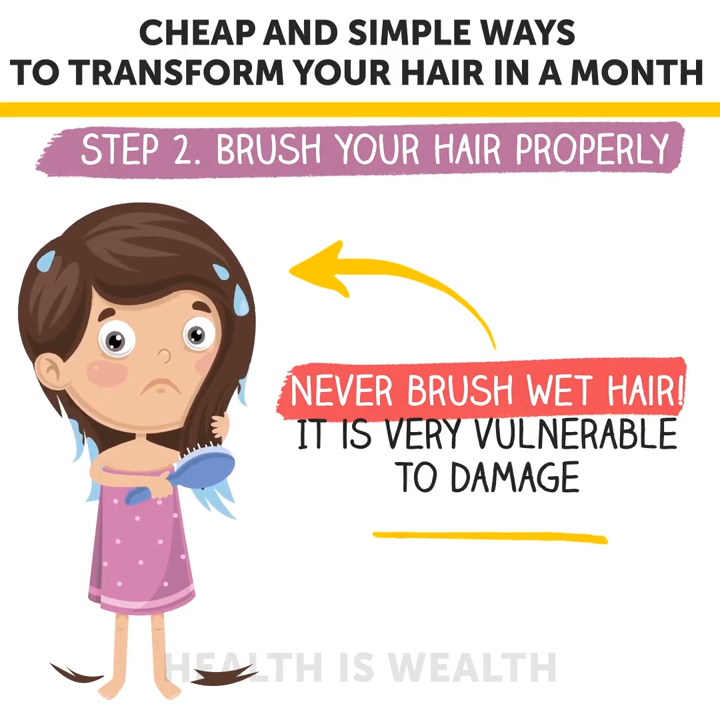 CHEAP AND SIMPLE WAYS
TO TRANSFORM YOUR HAIR IN A MONTH
STEP 2. BRUSH YOUR HAIR PROPERLY
NEVER BRUSH WET HAIR!
IT IS VERY VULNERABLE
TO DAMAGE
HEALTH IS WEALTH